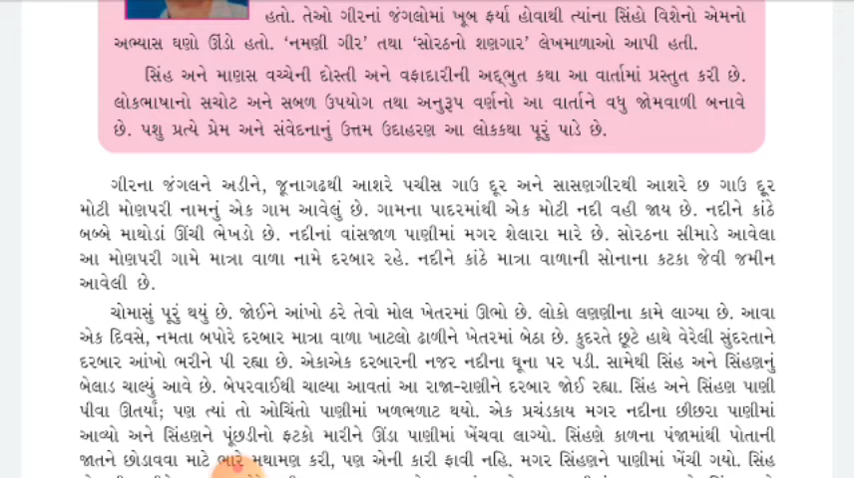 હતો. તેઓ ગીરનાં જંગલોમાં ખૂબ ફર્યા હોવાથી ત્યાંના સિંહો વિશેનો એમનો
અભ્યાસ ઘણો ઊંડો હતો. ‘નમણી ગીર’ તથા ‘સોરઠનો શણગાર’ લેખમાળાઓ આપી હતી.
સિંહ અને માણસ વચ્ચેની દોસ્તી અને વફાદારીની અદ્દભુત કથા આ વાર્તામાં પ્રસ્તુત કરી છે.
લોકભાષાનો સચોટ અને સબળ ઉપયોગ તથા અનુરૂપ વર્ણનો આ વાર્તાને વધુ જોમવાળી બનાવે
છે. પશુ પ્રત્યે પ્રેમ અને સંવેદનાનું ઉત્તમ ઉદાહરણ આ લોકકથા પૂરું પાડે છે.
ગીરના જંગલને અડીને, જૂનાગઢથી આશરે પચીસ ગાઉ દૂર અને સાસણગીરથી આશરે છ ગાઉ દૂર
મોટી મોણપરી નામનું એક ગામ આવેલું છે. ગામના પાદરમાંથી એક મોટી નદી વહી જાય છે. નદીને કાંઠે
બબ્બે માથોડાં ઊંચી ભેખડો છે. નદીનાં વાંસજાળ પાણીમાં મગર શેલારા મારે છે. સોરઠના સીમાડે આવેલા
આ મોણપરી ગામે માત્રા વાળા નામે દરબાર રહે. નદીને કાંઠે માત્રા વાળાની સોનાના કટકા જેવી જમીન
આવેલી છે.
ચોમાસું પૂરું થયું છે. જોઈને આંખો ઠરે તેવો મોલ ખેતરમાં ઊભો છે. લોકો લણણીના કામે લાગ્યા છે. આવા
એક દિવસે, નમતા બપોરે દરબાર માત્રા વાળા ખાટલો ઢાળીને ખેતરમાં બેઠા છે. કુદરતે છૂટે હાથે વેરેલી સુંદરતાને
દરબાર આંખો ભરીને પી રહ્યા છે. એકાએક દરબારની નજર નદીના ઘૂના પર પડી. સામેથી સિંહ અને સિંહણનું
બેલાડ ચાલ્યું આવે છે. બેપરવાઈથી ચાલ્યા આવતાં આ રાજા-રાણીને દરબાર જોઈ રહ્યા. સિંહ અને સિંહણ પાણી
પીવા ઊતર્યાં; પણ ત્યાં તો ઓચિંતો પાણીમાં ખળભળાટ થયો. એક પ્રચંડકાય મગર નદીના છીછરા પાણીમાં
આવ્યો અને સિંહણને પૂંછડીનો ફટકો મારીને ઊંડા પાણીમાં ખેંચવા લાગ્યો. સિંહણે કાળના પંજામાંથી પોતાની
જાતને છોડાવવા માટે ભારે મથામણ કરી, પણ એની કારી ફાવી નહિ. મગર સિંહણને પાણીમાં ખેંચી ગયો. સિંહ